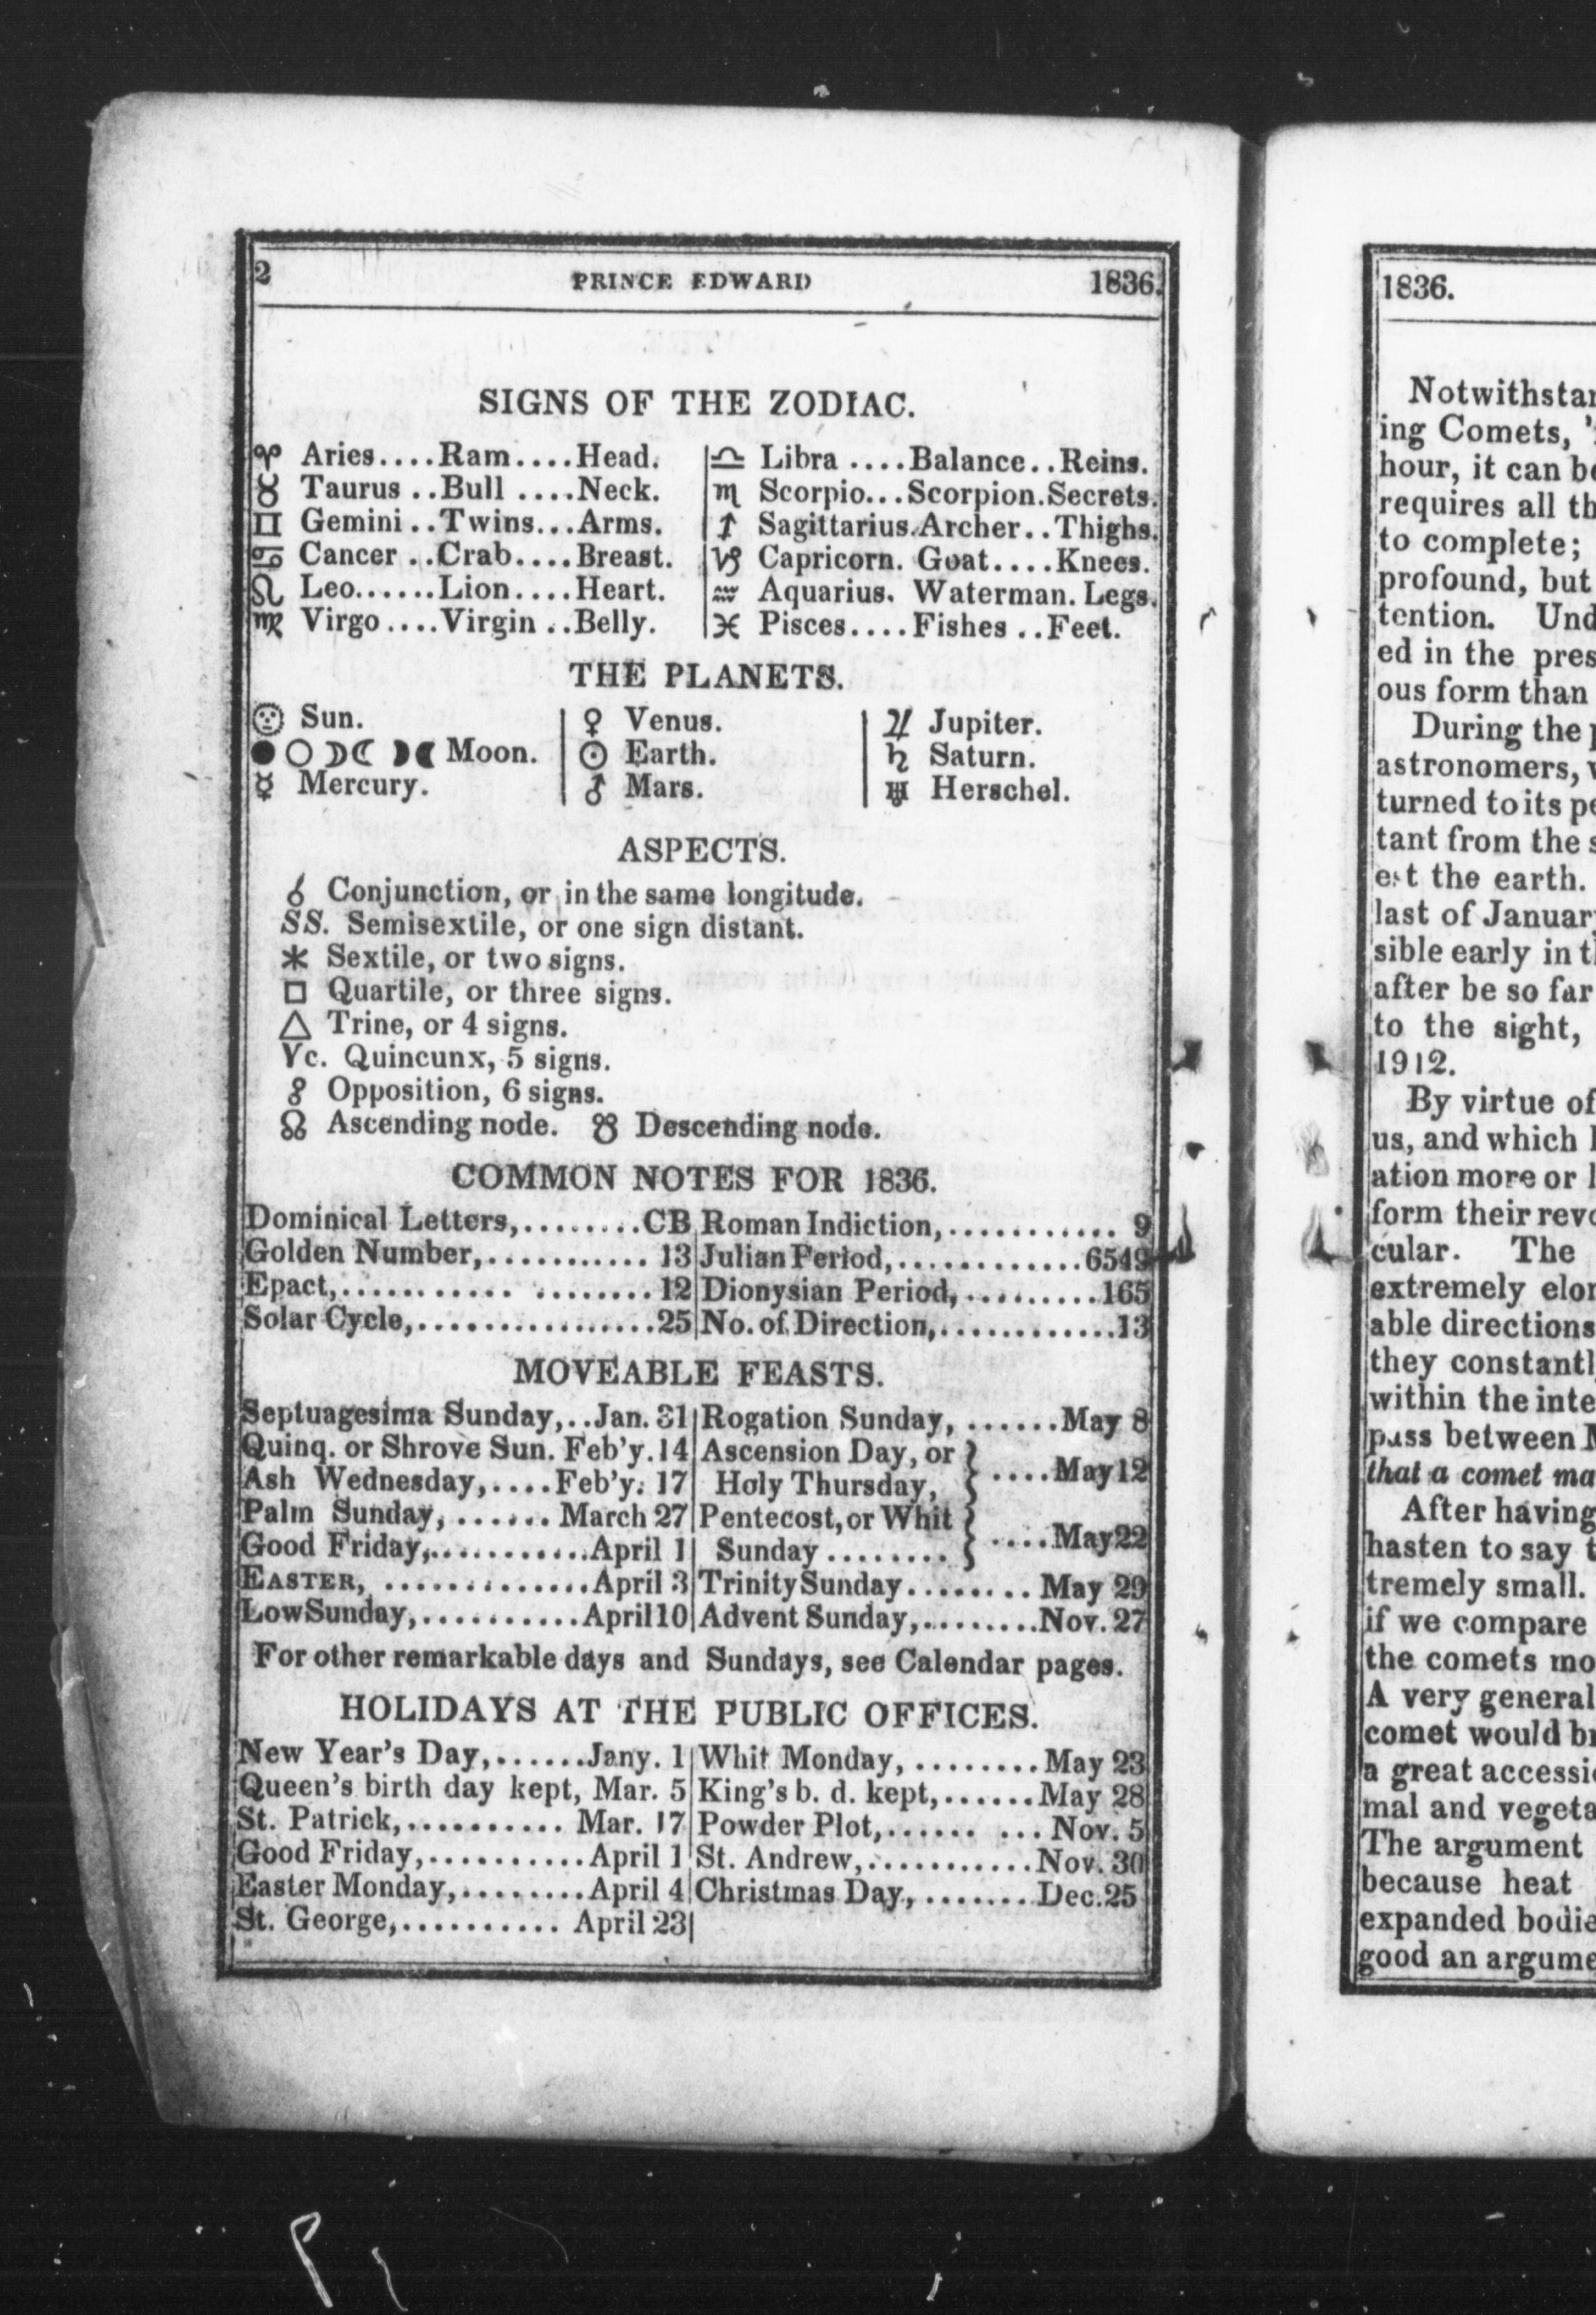 2 PRINCE EDWARD 1836.
SIGNS OF THE ZODIAC.
♈ Aries....Ram....Head.
♉ Taurus ..Bull ....Neck.
♊ Gemini..Twins...Arms.
♋ Cancer ..Crab....Breast.
♌ Leo......Lion....Heart.
♍ Virgo....Virgin ..Belly.
♎ Libra ....Balance..Reins.
♏ Scorpio...Scorpion.Secrets.
♐ Sagittarius.Archer..Thighs.
♑ Capricorn. Goat....Knees.
♒ Aquarius. Waterman. Legs.
♓ Pisces....Fishes ..Feet.
THE PLANETS.
☉ Sun.
●○☽☾ Moon.
☿ Mercury.
♀ Venus.
⊙ Earth.
♂ Mars.
♃ Jupiter.
♄ Saturn.
♅ Herschel.
ASPECTS.
☌ Conjunction, or in the same longitude.
SS. Semisextile, or one sign distant.
* Sextile, or two signs.
□ Quartile, or three signs.
△ Trine, or 4 signs.
Vc. Quincunx, 5 signs.
☍ Opposition, 6 signs.
☊ Ascending node. ☋ Descending node.
COMMON NOTES FOR 1836.
Dominical Letters,.........CB
Golden Number,............ 13
Epact,........... .........12
Solar Cycle,.................25
Roman Indiction,............ 9
Julian Period,.............6549
Dionysian Period,..........165
No. of Direction,.............13
MOVEABLE FEASTS.
Septuagesima Sunday,..Jan. 31
Quinq. or Shrove Sun. Feb'y.14
Ash Wednesday,....Feb'y. 17
Palm Sunday, ...... March 27
Good Friday,............April 1
EASTER, .............April 3
LowSunday,...........April 10
Rogation Sunday, ......May 8
Ascension Day, or
Holy Thursday, } ....May 12
Pentecost, or Whit
Sunday........ } ....May 22
Trinity Sunday........ May 29
Advent Sunday,.........Nov. 27
For other remarkable days and Sundays, see Calendar pages.
HOLIDAYS AT THE PUBLIC OFFICES.
New Year's Day,......Jany. 1
Queen's birth day kept, Mar. 5
St. Patrick,.......... Mar. 17
Good Friday,..........April 1
Easter Monday,........April 4
St. George,.......... April 23
Whit Monday, ........May 23
King's b. d. kept,......May 28
Powder Plot,...... ... Nov. 5
St. Andrew,...........Nov. 30
Christmas Day, .......Dec. 25
1836.
Notwithstan
ing Comets,
hour, it can be
requires all th
to complete;
profound, but
tention. Und
ed in the pres
ous form than
During the p
astronomers, w
turned to its pe
tant from the s
est the earth.
last of January
sible early in th
after be so far
to the sight,
1912.
By virtue of
us, and which
ation more or l
form their revo
cular. The
extremely elon
able directions
they constantl
within the inte
pass between M
that a comet ma
After having
hasten to say t
tremely small.
if we compare
the comets mo
A very general
comet would br
a great accessi
mal and vegeta
The argument
because heat
expanded bodie
good an argume